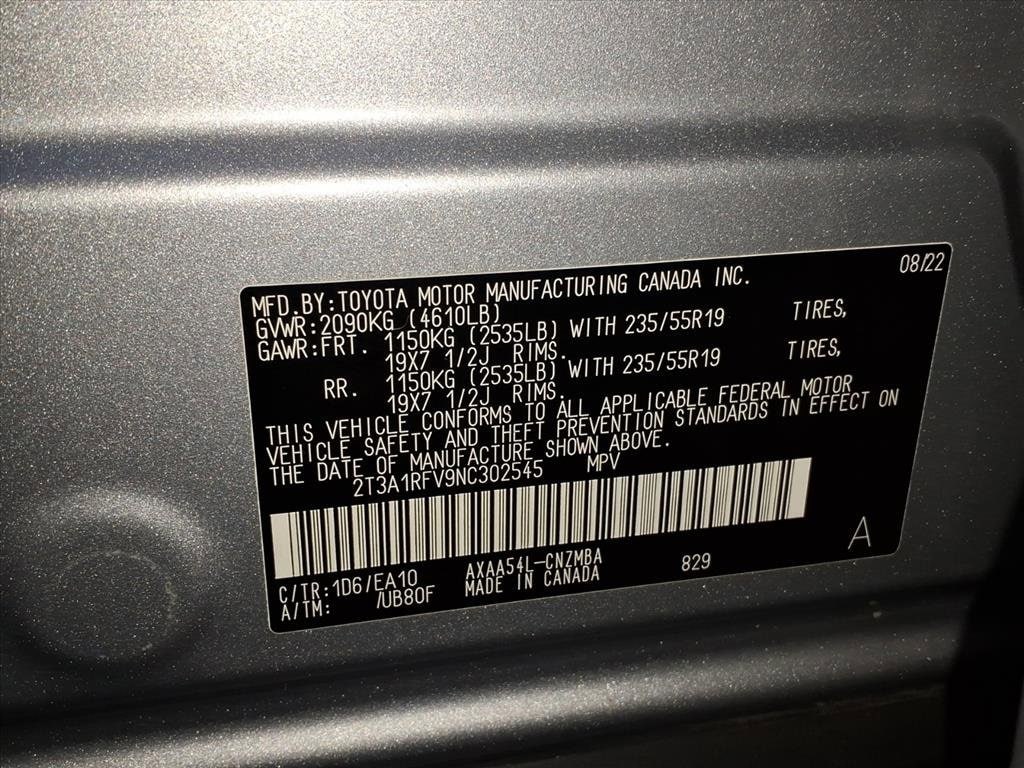 08/22
MFD.BY:TOYOTA MOTOR MANUFACTURING CANADA INC.
GVWR:2090KG (4610LB)
GAWR:FRT. 1150KG (2535LB) WITH 235/55R19 TIRES,
19X7 1/2J RIMS.
RR. 1150KG (2535LB) WITH 235/55R19 TIRES,
19X7 1/2J RIMS.
THIS VEHICLE CONFORMS TO ALL APPLICABLE FEDERAL MOTOR
VEHICLE SAFETY AND THEFT PREVENTION STANDARDS IN EFFECT ON
THE DATE OF MANUFACTURE SHOWN ABOVE.
2T3A1RFV9NC302545 MPV
C/TR:1D6/EA10 AXAA54L-CNZMBA 829 A
A/TM: /UB80F MADE IN CANADA